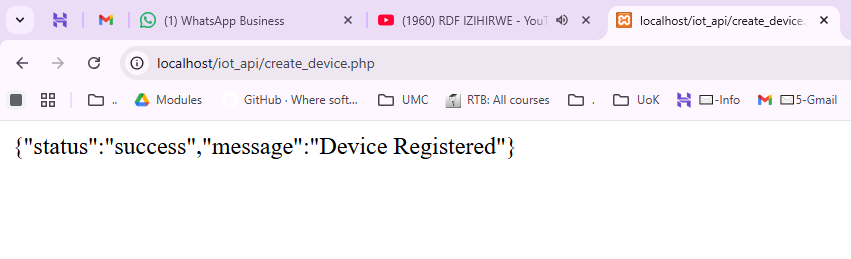 (1) WhatsApp Business
(1960) RDF IZIHIRWE - YouT
localhost/iot_api/create_device.
localhost/iot_api/create_device.php
..
Modules
GitHub · Where soft...
UMC
RTB: All courses
.
UoK
-Info
5-Gmail
{"status":"success","message":"Device Registered"}